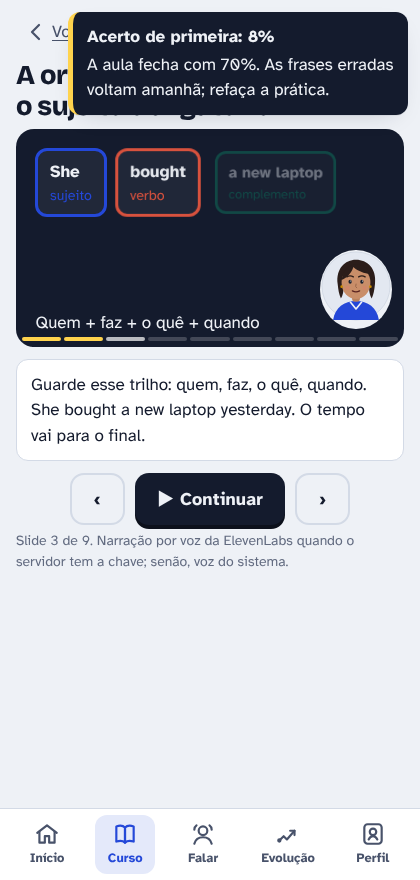 Acerto de primeira: 8%
A aula fecha com 70%. As frases erradas
voltam amanhã; refaça a prática.
She
sujeito
bought
verbo
a new laptop
complemento
Quem + faz + o quê + quando
Guarde esse trilho: quem, faz, o quê, quando.
She bought a new laptop yesterday. O tempo
vai para o final.
‹
▶ Continuar
›
Slide 3 de 9. Narração por voz da ElevenLabs quando o
servidor tem a chave; senão, voz do sistema.
Início
Curso
Falar
Evolução
Perfil